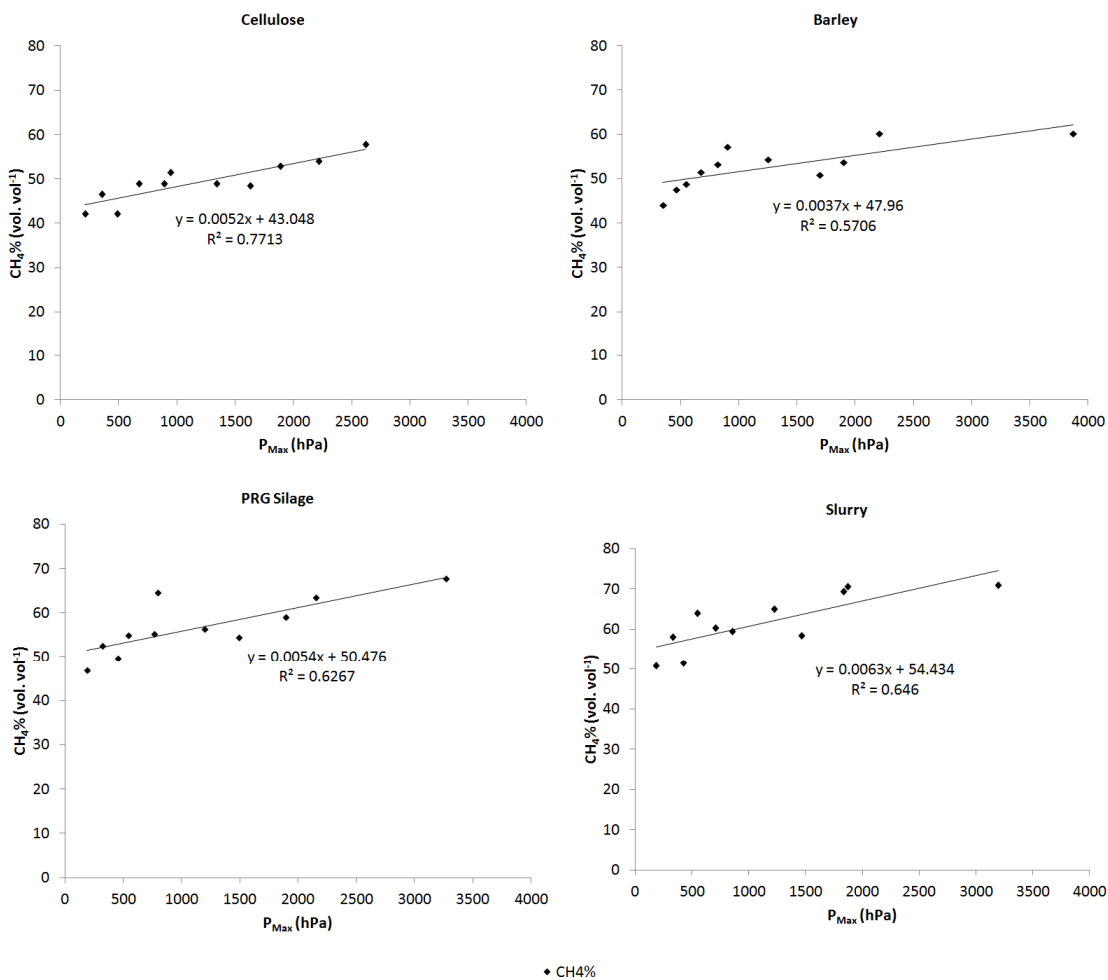 Cellulose
80
70
60
50
40
30
20
10
0
CH₄% (vol. vol⁻¹)
y = 0.0052x + 43.048
R² = 0.7713
0 500 1000 1500 2000 2500 3000 3500 4000
P_Max (hPa)
Barley
80
70
60
50
40
30
20
10
0
CH₄% (vol. vol⁻¹)
y = 0.0037x + 47.96
R² = 0.5706
0 500 1000 1500 2000 2500 3000 3500 4000
P_Max (hPa)
PRG Silage
80
70
60
50
40
30
20
10
0
CH₄% (vol. vol⁻¹)
y = 0.0054x + 50.476
R² = 0.6267
0 500 1000 1500 2000 2500 3000 3500 4000
P_Max (hPa)
Slurry
80
70
60
50
40
30
20
10
0
CH₄% (vol. vol⁻¹)
y = 0.0063x + 54.434
R² = 0.646
0 500 1000 1500 2000 2500 3000 3500 4000
P_Max (hPa)
CH4%